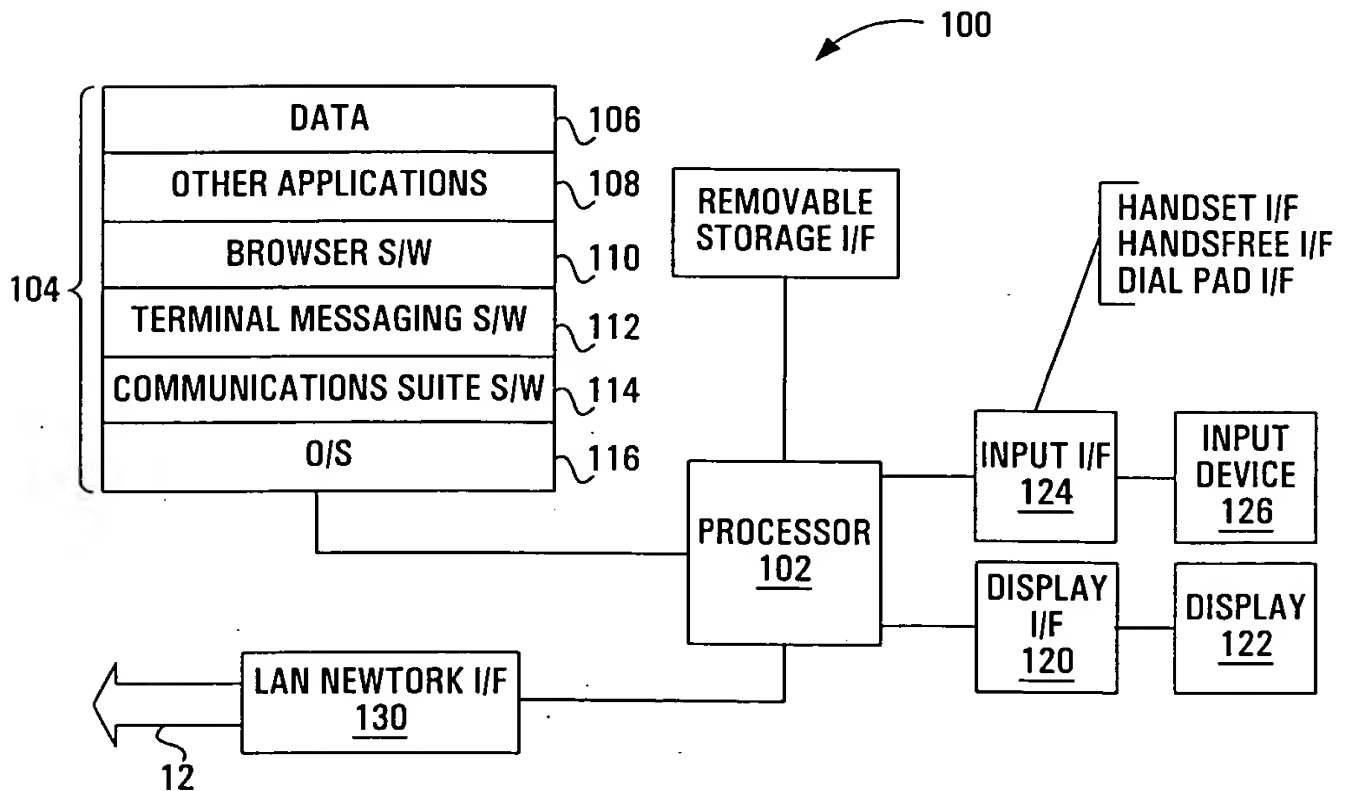 100
104
DATA
106
OTHER APPLICATIONS
108
BROWSER S/W
110
TERMINAL MESSAGING S/W
112
COMMUNICATIONS SUITE S/W
114
O/S
116
REMOVABLE
STORAGE I/F
HANDSET I/F
HANDSFREE I/F
DIAL PAD I/F
PROCESSOR
102
INPUT I/F
124
INPUT
DEVICE
126
DISPLAY
I/F
120
DISPLAY
122
LAN NEWTORK I/F
130
12